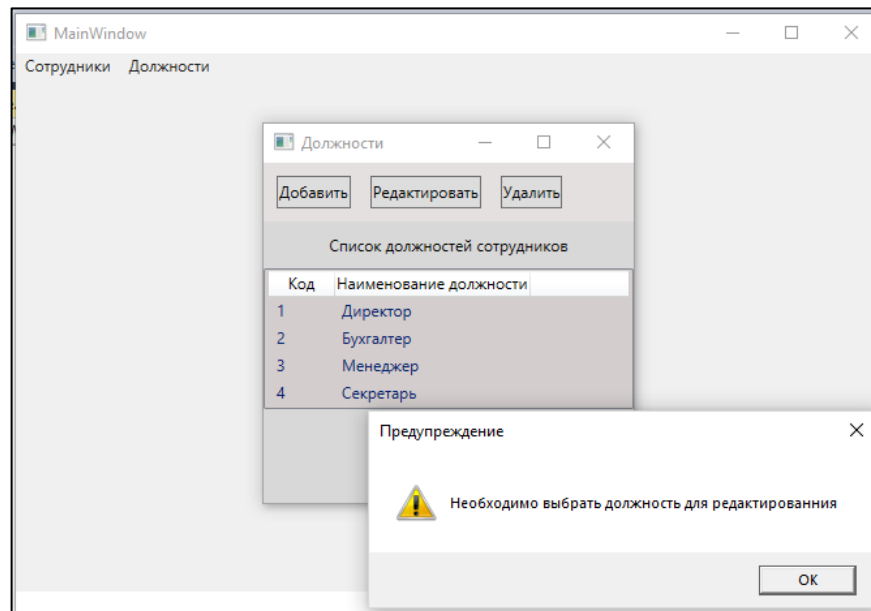 MainWindow
Сотрудники Должности
Должности
Добавить Редактировать Удалить
Список должностей сотрудников
Код Наименование должности
1 Директор
2 Бухгалтер
3 Менеджер
4 Секретарь
Предупреждение
Необходимо выбрать должность для редактированния
OK